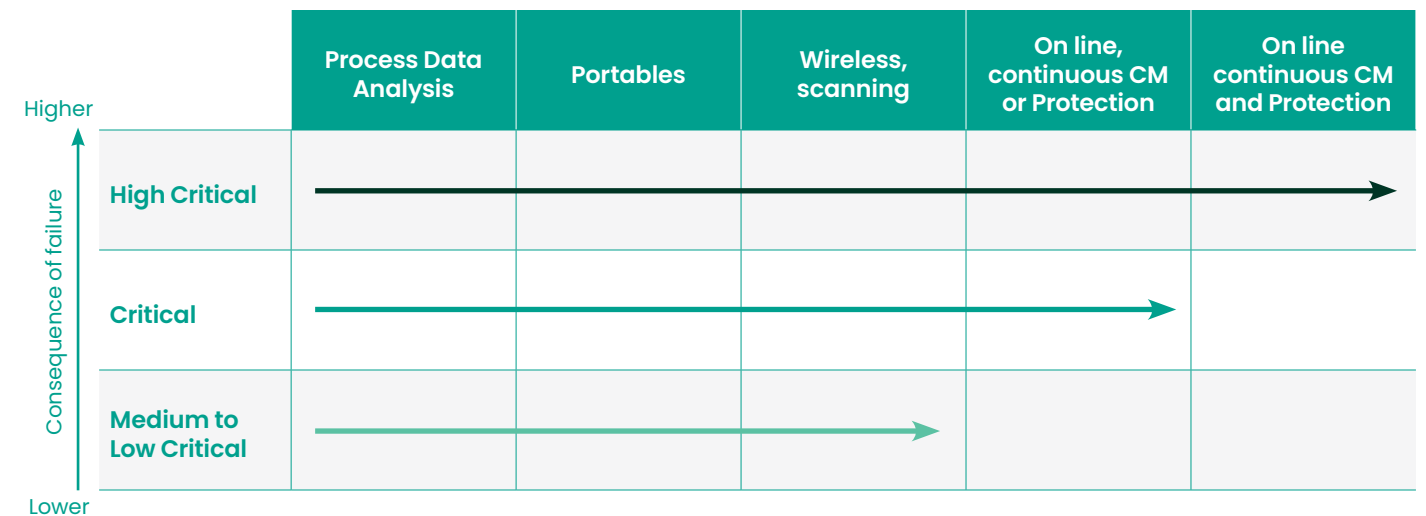 Process Data
Analysis
Portables
Wireless,
scanning
On line,
continuous CM
or Protection
On line
continuous CM
and Protection
Higher
Consequence of failure
Lower
High Critical
Critical
Medium to
Low Critical